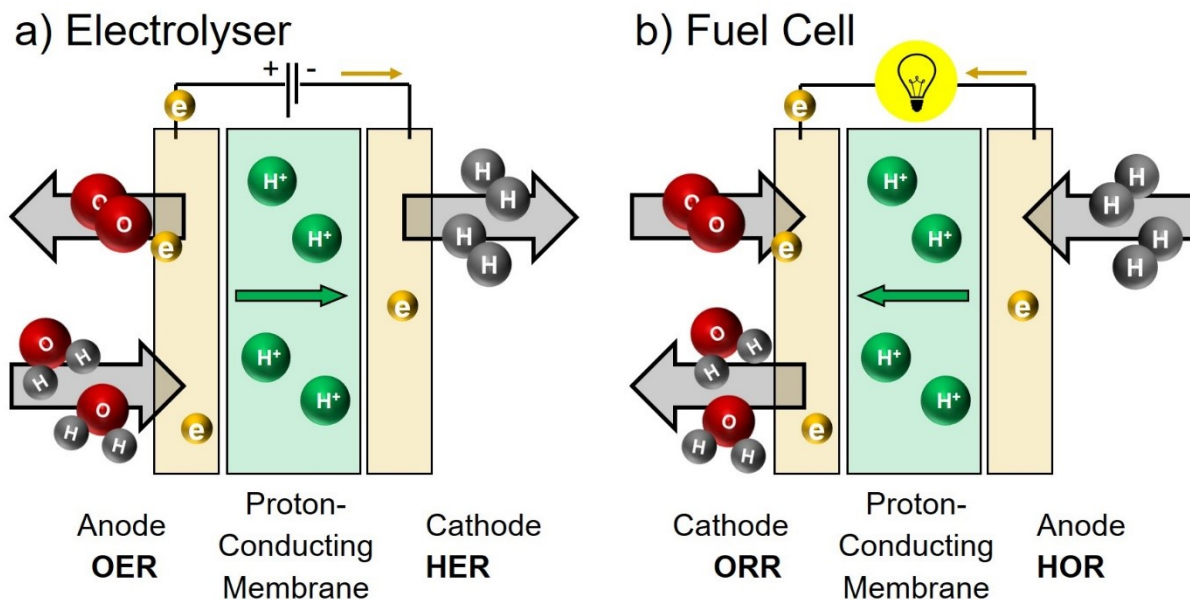 a) Electrolyser
+ -
e
H+
H
H
O
O
H+
e
H
H
e
O
H
H
H+
O
H+
H
H
e
Anode
OER
Proton-
Conducting
Membrane
Cathode
HER
b) Fuel Cell
e
H+
H
H
O
O
H+
e
H
H
e
O
H
H
H+
O
H+
H
H
e
Cathode
ORR
Proton-
Conducting
Membrane
Anode
HOR